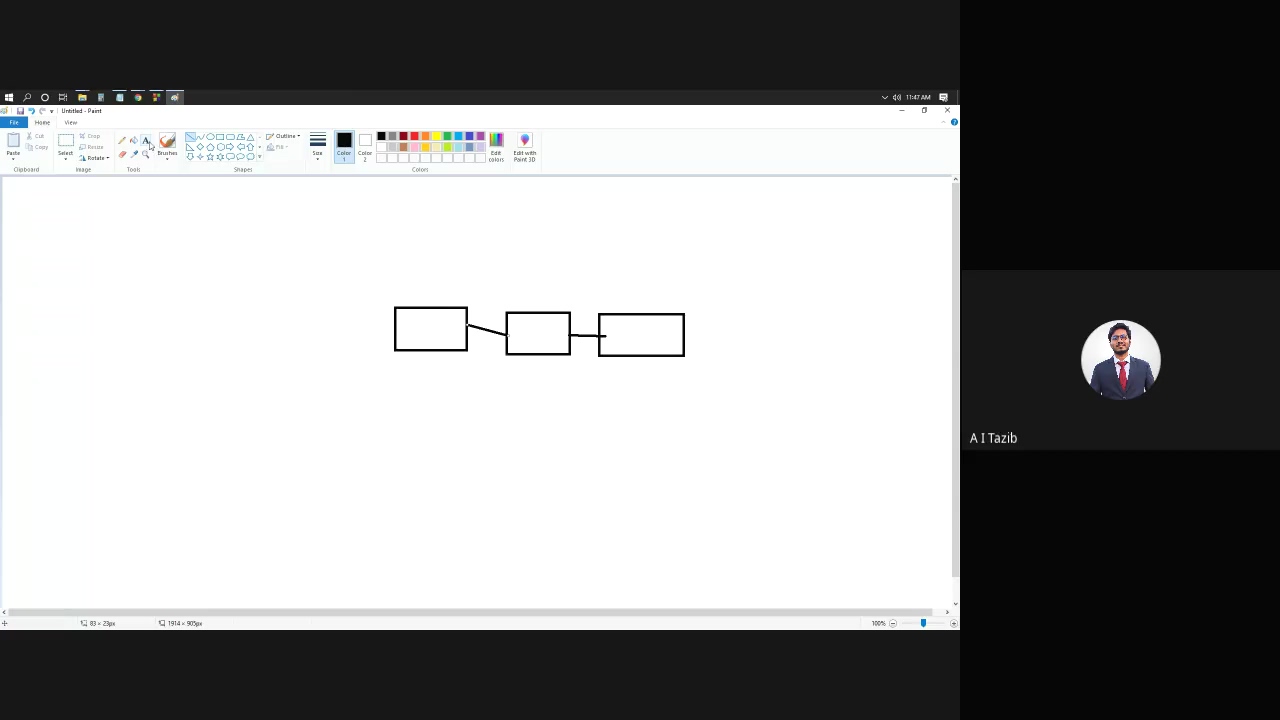 11:47 AM
Untitled - Paint
File Home View
Paste
Cut
Copy
Clipboard
Select
Crop
Resize
Rotate
Image
A
Tools
Brushes
Outline
Fill
Shapes
Size
Color 1
Color 2
Edit colors
Edit with Paint 3D
Colors
A I Tazib
83 × 23px
1914 × 905px
100%